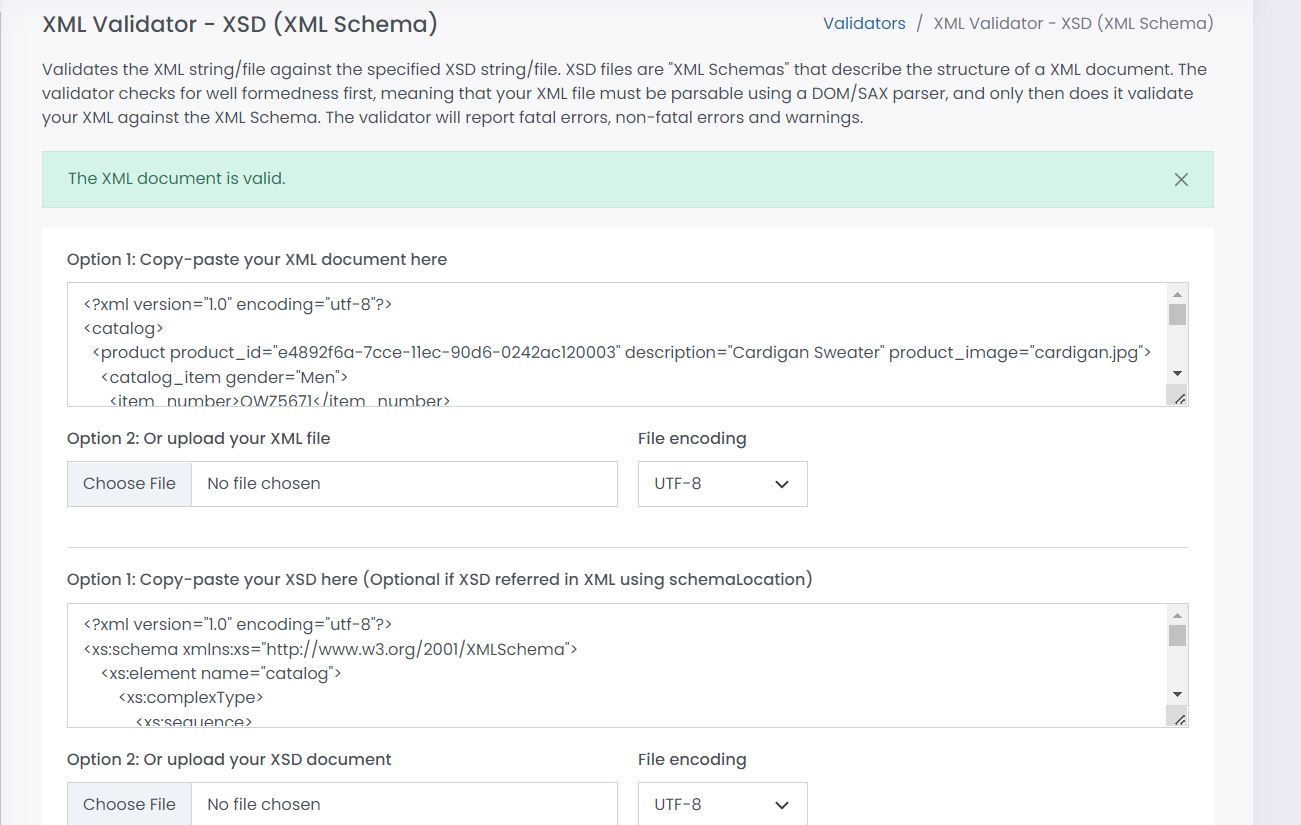 XML Validator - XSD (XML Schema)
Validators / XML Validator - XSD (XML Schema)
Validates the XML string/file against the specified XSD string/file. XSD files are "XML Schemas" that describe the structure of a XML document. The
validator checks for well formedness first, meaning that your XML file must be parsable using a DOM/SAX parser, and only then does it validate
your XML against the XML Schema. The validator will report fatal errors, non-fatal errors and warnings.
The XML document is valid.
Option 1: Copy-paste your XML document here
<?xml version="1.0" encoding="utf-8"?>
<catalog>
<product product_id="e4892f6a-7cce-11ec-90d6-0242ac120003" description="Cardigan Sweater" product_image="cardigan.jpg">
<catalog_item gender="Men">
<item_number>QWZ5671</item_number>
Option 2: Or upload your XML file
File encoding
Choose File No file chosen
UTF-8
Option 1: Copy-paste your XSD here (Optional if XSD referred in XML using schemaLocation)
<?xml version="1.0" encoding="utf-8"?>
<xs:schema xmlns:xs="http://www.w3.org/2001/XMLSchema">
<xs:element name="catalog">
<xs:complexType>
<xs:sequence>
Option 2: Or upload your XSD document
File encoding
Choose File No file chosen
UTF-8